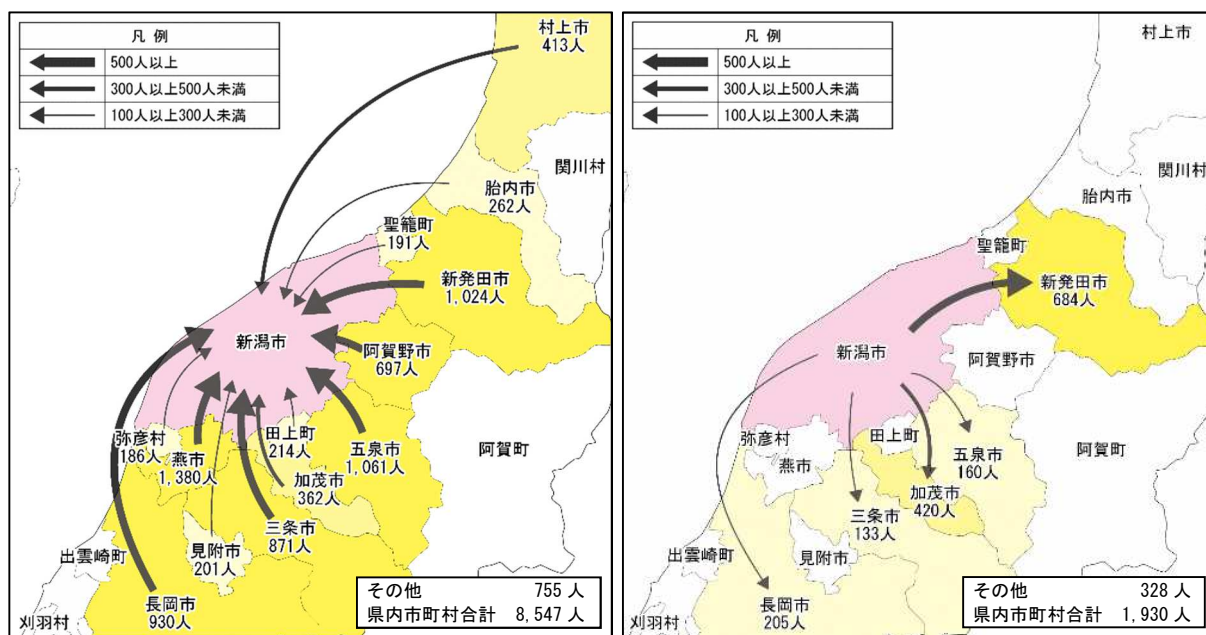 凡例
500人以上
300人以上500人未満
100人以上300人未満
村上市
413人
関川村
胎内市
262人
聖籠町
191人
新発田市
1,024人
新潟市
阿賀野市
697人
弥彦村
186人
燕市
1,380人
田上町
214人
五泉市
1,061人
阿賀町
加茂市
362人
三条市
871人
見附市
201人
出雲崎町
長岡市
930人
刈羽村
その他 755人
県内市町村合計 8,547人
凡例
500人以上
300人以上500人未満
100人以上300人未満
村上市
関川村
胎内市
聖籠町
新発田市
684人
新潟市
阿賀野市
弥彦村
燕市
田上町
五泉市
160人
阿賀町
加茂市
420人
三条市
133人
見附市
出雲崎町
長岡市
205人
刈羽村
その他 328人
県内市町村合計 1,930人